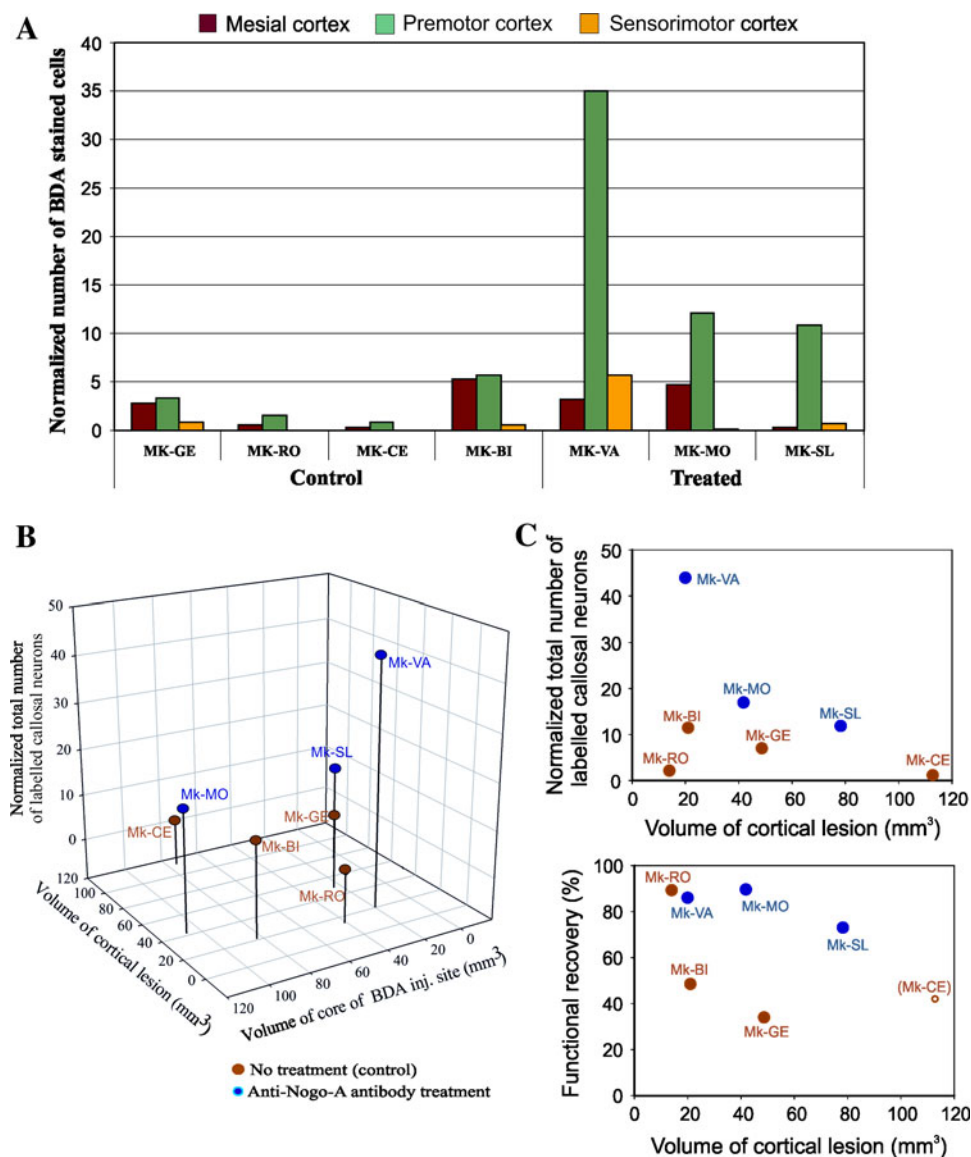 A
Mesial cortex Premotor cortex Sensorimotor cortex
Normalized number of BDA stained cells
40
35
30
25
20
15
10
5
0
MK-GE MK-RO MK-CE MK-BI MK-VA MK-MO MK-SL
Control Treated
B
Normalized total number
of labelled callosal neurons
50
40
30
20
10
0
Mk-VA
Mk-SL
Mk-MO
Mk-GE
Mk-CE
Mk-BI
Mk-RO
120
100
80
60
40
20
0
Volume of cortical lesion (mm3)
120
100
80
60
40
20
0
Volume of core of BDA inj. site (mm3)
No treatment (control)
Anti-Nogo-A antibody treatment
C
Normalized total number of
labelled callosal neurons
50
40
30
20
10
0
Mk-VA
Mk-MO
Mk-BI
Mk-SL
Mk-GE
Mk-RO
Mk-CE
0 20 40 60 80 100 120
Volume of cortical lesion (mm3)
Functional recovery (%)
100
80
60
40
20
0
Mk-RO
Mk-VA
Mk-MO
Mk-SL
Mk-BI
(Mk-CE)
Mk-GE
0 20 40 60 80 100 120
Volume of cortical lesion (mm3)